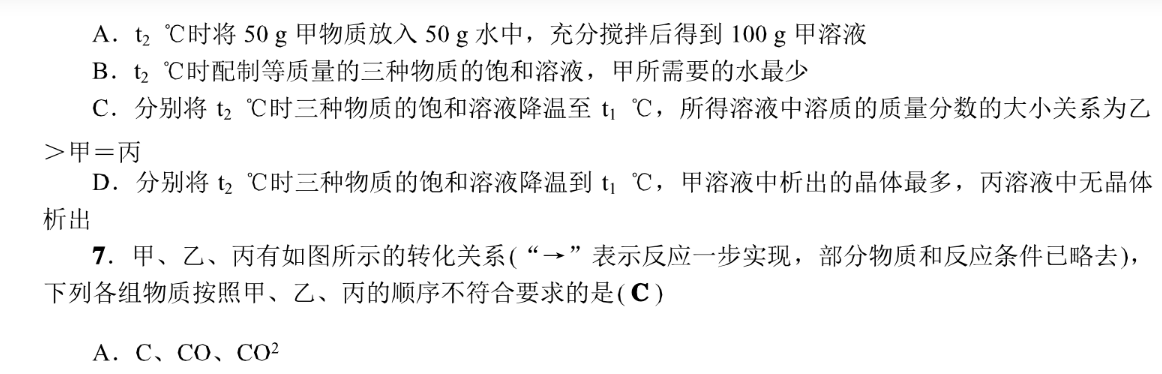 A．t₂ ℃时将 50 g 甲物质放入 50 g 水中，充分搅拌后得到 100 g 甲溶液
B．t₂ ℃时配制等质量的三种物质的饱和溶液，甲所需要的水最少
C．分别将 t₂ ℃时三种物质的饱和溶液降温至 t₁ ℃，所得溶液中溶质的质量分数的大小关系为乙
＞甲＝丙
D．分别将 t₂ ℃时三种物质的饱和溶液降温到 t₁ ℃，甲溶液中析出的晶体最多，丙溶液中无晶体
析出
7．甲、乙、丙有如图所示的转化关系(“→”表示反应一步实现，部分物质和反应条件已略去)，
下列各组物质按照甲、乙、丙的顺序不符合要求的是( C )
A．C、CO、CO²